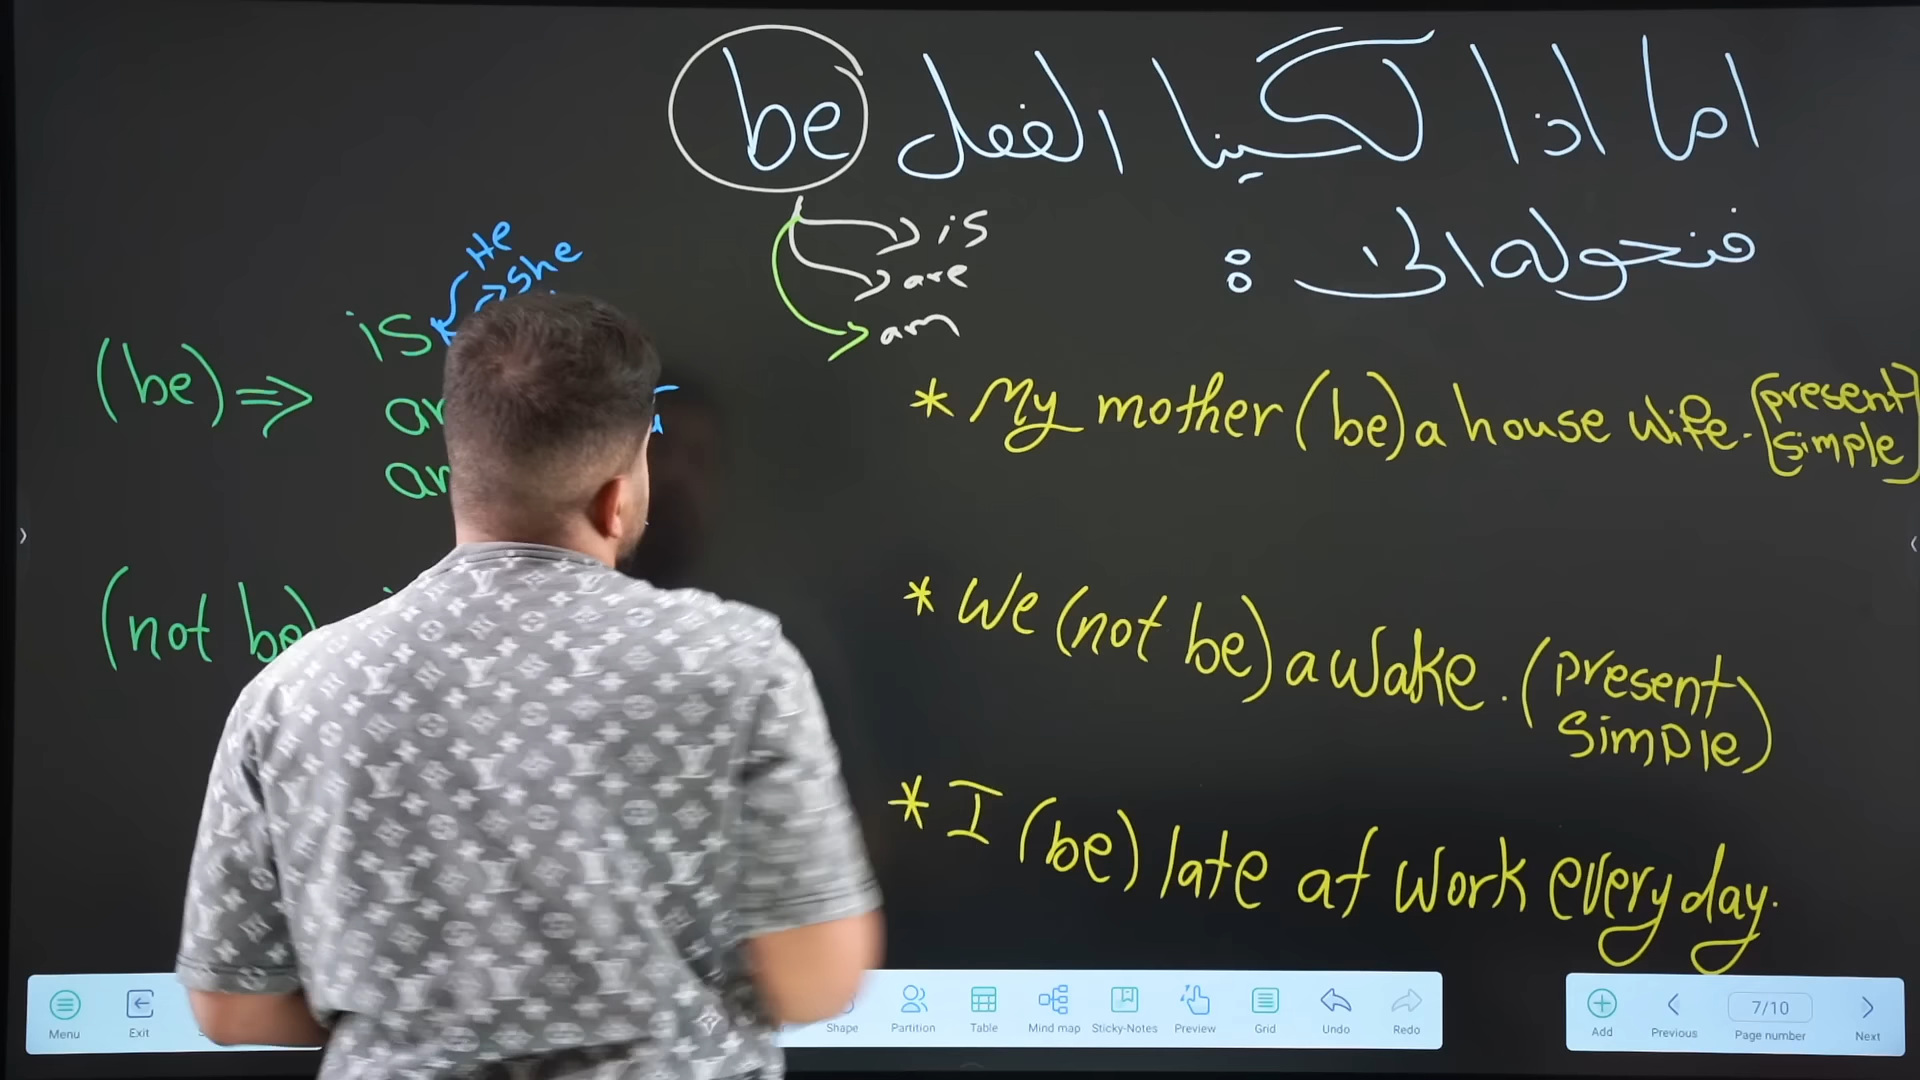 اما اذا لگينا الفعل be
فنحوله الى :
is
are
am
He
she
(be) => is
(not be)
* My mother (be) a house wife. [present simple]
* We (not be) awake. (present simple)
* I (be) late at work every day.
Menu
Exit
Shape
Partition
Table
Mind map
Sticky-Notes
Preview
Grid
Undo
Redo
Add
Previous
7/10
Page number
Next